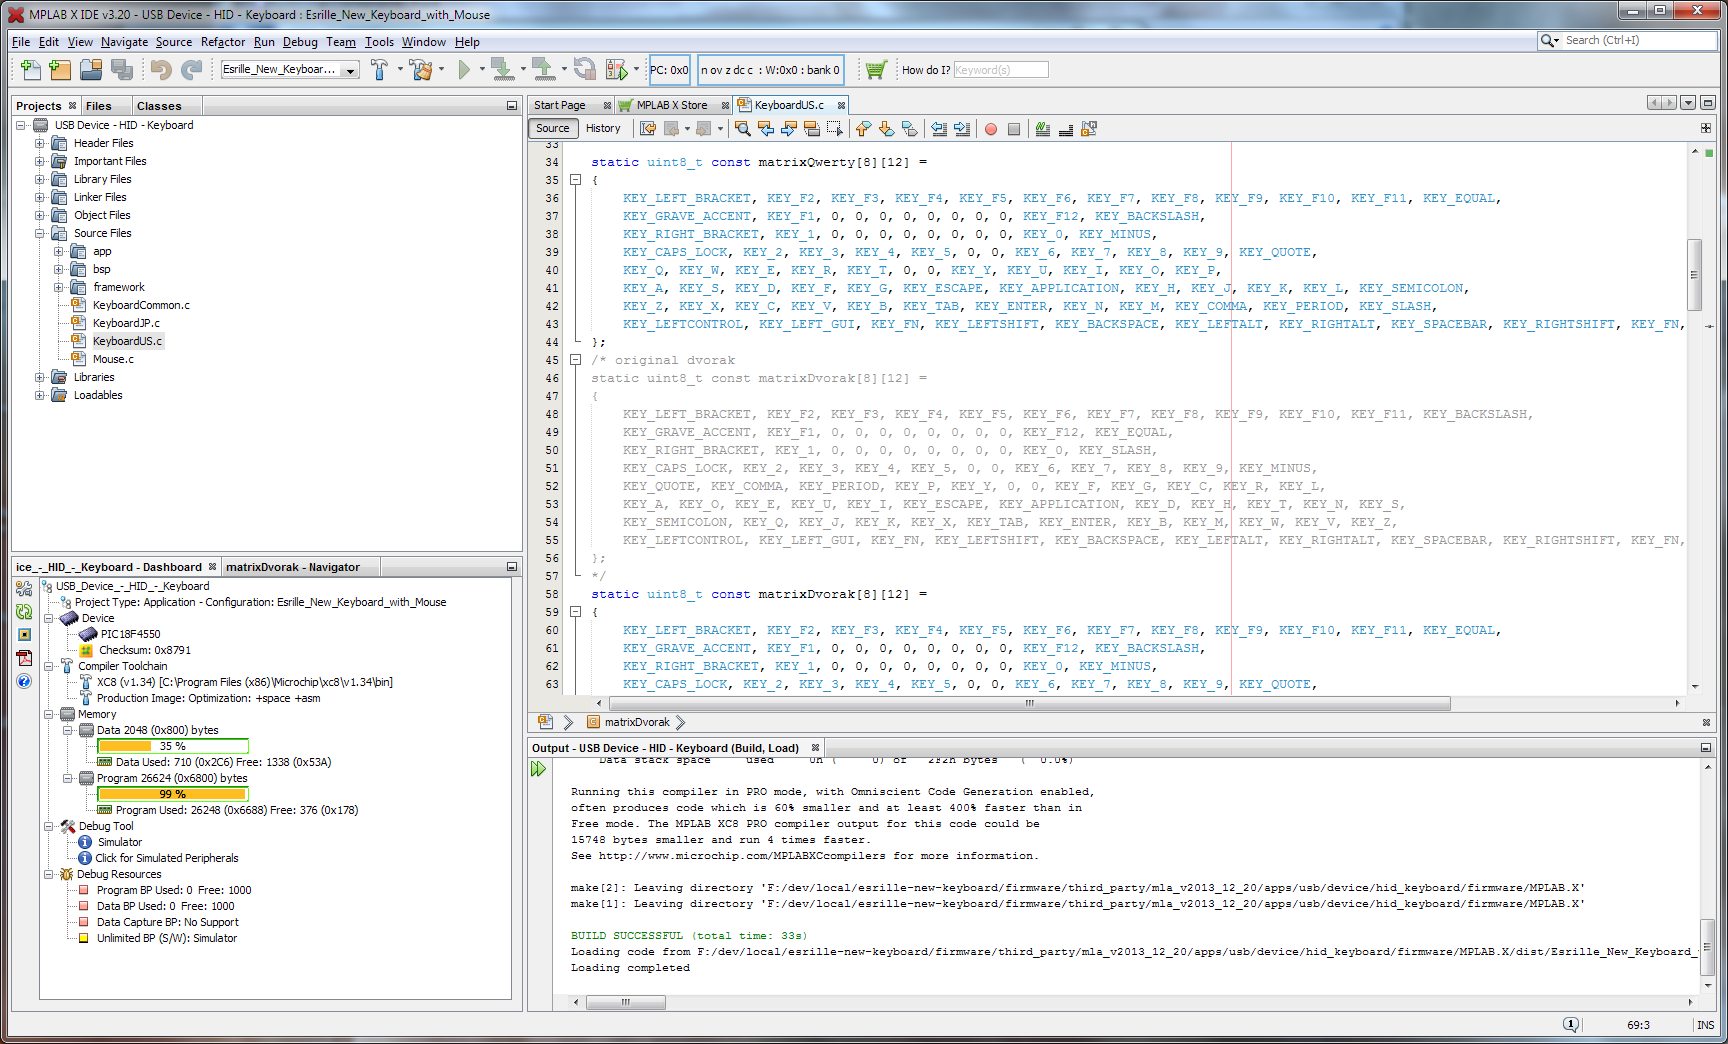 MPLAB X IDE v3.20 - USB Device - HID - Keyboard : Esrille_New_Keyboard_with_Mouse
File Edit View Navigate Source Refactor Run Debug Team Tools Window Help
Search (Ctrl+I)
Esrille_New_Keyboar...
PC: 0x0
n ov z dc c : W:0x0 : bank 0
How do I? Keyword(s)
Projects Files Classes
USB Device - HID - Keyboard
Header Files
Important Files
Library Files
Linker Files
Object Files
Source Files
app
bsp
framework
KeyboardCommon.c
KeyboardJP.c
KeyboardUS.c
Mouse.c
Libraries
Loadables
ice_-_HID_-_Keyboard - Dashboard matrixDvorak - Navigator
USB_Device_-_HID_-_Keyboard
Project Type: Application - Configuration: Esrille_New_Keyboard_with_Mouse
Device
PIC18F4550
Checksum: 0x8791
Compiler Toolchain
XC8 (v1.34) [C:\Program Files (x86)\Microchip\xc8\v1.34\bin]
Production Image: Optimization: +space +asm
Memory
Data 2048 (0x800) bytes
35 %
Data Used: 710 (0x2C6) Free: 1338 (0x53A)
Program 26624 (0x6800) bytes
99 %
Program Used: 26248 (0x6688) Free: 376 (0x178)
Debug Tool
Simulator
Click for Simulated Peripherals
Debug Resources
Program BP Used: 0 Free: 1000
Data BP Used: 0 Free: 1000
Data Capture BP: No Support
Unlimited BP (S/W): Simulator
Start Page MPLAB X Store KeyboardUS.c
Source History
33
34 static uint8_t const matrixQwerty[8][12] =
35 {
36 KEY_LEFT_BRACKET, KEY_F2, KEY_F3, KEY_F4, KEY_F5, KEY_F6, KEY_F7, KEY_F8, KEY_F9, KEY_F10, KEY_F11, KEY_EQUAL,
37 KEY_GRAVE_ACCENT, KEY_F1, 0, 0, 0, 0, 0, 0, 0, 0, KEY_F12, KEY_BACKSLASH,
38 KEY_RIGHT_BRACKET, KEY_1, 0, 0, 0, 0, 0, 0, 0, 0, KEY_0, KEY_MINUS,
39 KEY_CAPS_LOCK, KEY_2, KEY_3, KEY_4, KEY_5, 0, 0, KEY_6, KEY_7, KEY_8, KEY_9, KEY_QUOTE,
40 KEY_Q, KEY_W, KEY_E, KEY_R, KEY_T, 0, 0, KEY_Y, KEY_U, KEY_I, KEY_O, KEY_P,
41 KEY_A, KEY_S, KEY_D, KEY_F, KEY_G, KEY_ESCAPE, KEY_APPLICATION, KEY_H, KEY_J, KEY_K, KEY_L, KEY_SEMICOLON,
42 KEY_Z, KEY_X, KEY_C, KEY_V, KEY_B, KEY_TAB, KEY_ENTER, KEY_N, KEY_M, KEY_COMMA, KEY_PERIOD, KEY_SLASH,
43 KEY_LEFTCONTROL, KEY_LEFT_GUI, KEY_FN, KEY_LEFTSHIFT, KEY_BACKSPACE, KEY_LEFTALT, KEY_RIGHTALT, KEY_SPACEBAR, KEY_RIGHTSHIFT, KEY_FN,
44 };
45 /* original dvorak
46 static uint8_t const matrixDvorak[8][12] =
47 {
48 KEY_LEFT_BRACKET, KEY_F2, KEY_F3, KEY_F4, KEY_F5, KEY_F6, KEY_F7, KEY_F8, KEY_F9, KEY_F10, KEY_F11, KEY_BACKSLASH,
49 KEY_GRAVE_ACCENT, KEY_F1, 0, 0, 0, 0, 0, 0, 0, 0, KEY_F12, KEY_EQUAL,
50 KEY_RIGHT_BRACKET, KEY_1, 0, 0, 0, 0, 0, 0, 0, 0, KEY_0, KEY_SLASH,
51 KEY_CAPS_LOCK, KEY_2, KEY_3, KEY_4, KEY_5, 0, 0, KEY_6, KEY_7, KEY_8, KEY_9, KEY_MINUS,
52 KEY_QUOTE, KEY_COMMA, KEY_PERIOD, KEY_P, KEY_Y, 0, 0, KEY_F, KEY_G, KEY_C, KEY_R, KEY_L,
53 KEY_A, KEY_O, KEY_E, KEY_U, KEY_I, KEY_ESCAPE, KEY_APPLICATION, KEY_D, KEY_H, KEY_T, KEY_N, KEY_S,
54 KEY_SEMICOLON, KEY_Q, KEY_J, KEY_K, KEY_X, KEY_TAB, KEY_ENTER, KEY_B, KEY_M, KEY_W, KEY_V, KEY_Z,
55 KEY_LEFTCONTROL, KEY_LEFT_GUI, KEY_FN, KEY_LEFTSHIFT, KEY_BACKSPACE, KEY_LEFTALT, KEY_RIGHTALT, KEY_SPACEBAR, KEY_RIGHTSHIFT, KEY_FN,
56 };
57 */
58 static uint8_t const matrixDvorak[8][12] =
59 {
60 KEY_LEFT_BRACKET, KEY_F2, KEY_F3, KEY_F4, KEY_F5, KEY_F6, KEY_F7, KEY_F8, KEY_F9, KEY_F10, KEY_F11, KEY_EQUAL,
61 KEY_GRAVE_ACCENT, KEY_F1, 0, 0, 0, 0, 0, 0, 0, 0, KEY_F12, KEY_BACKSLASH,
62 KEY_RIGHT_BRACKET, KEY_1, 0, 0, 0, 0, 0, 0, 0, 0, KEY_0, KEY_MINUS,
63 KEY_CAPS_LOCK, KEY_2, KEY_3, KEY_4, KEY_5, 0, 0, KEY_6, KEY_7, KEY_8, KEY_9, KEY_QUOTE,
matrixDvorak
Output - USB Device - HID - Keyboard (Build, Load)
Data stack space used 0h ( 0) of 2F2h bytes ( 0.0%)
Running this compiler in PRO mode, with Omniscient Code Generation enabled,
often produces code which is 60% smaller and at least 400% faster than in
Free mode. The MPLAB XC8 PRO compiler output for this code could be
15748 bytes smaller and run 4 times faster.
See http://www.microchip.com/MPLABXCcompilers for more information.
make[2]: Leaving directory 'F:/dev/local/esrille-new-keyboard/firmware/third_party/mla_v2013_12_20/apps/usb/device/hid_keyboard/firmware/MPLAB.X'
make[1]: Leaving directory 'F:/dev/local/esrille-new-keyboard/firmware/third_party/mla_v2013_12_20/apps/usb/device/hid_keyboard/firmware/MPLAB.X'
BUILD SUCCESSFUL (total time: 33s)
Loading code from F:/dev/local/esrille-new-keyboard/firmware/third_party/mla_v2013_12_20/apps/usb/device/hid_keyboard/firmware/MPLAB.X/dist/Esrille_New_Keyboard_
Loading completed
1
69:3
INS